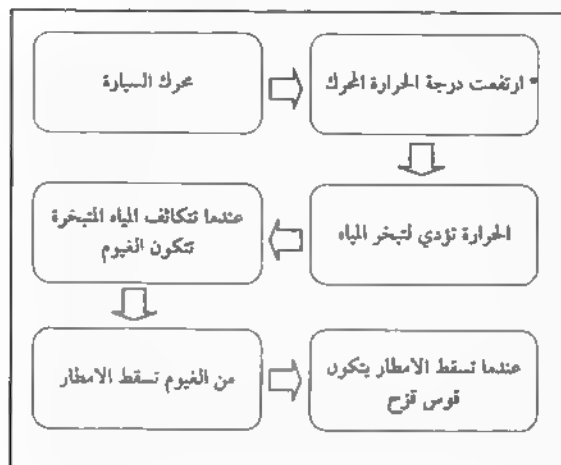 محرك السيارة
ارتفعت درجة الحرارة المحرك
الحرارة تؤدي لتبخر المياه
عندما تتكاثف المياه المتبخرة
تتكون الغيوم
من الغيوم تسقط الامطار
عندما تسقط الامطار يتكون
قوس قزح